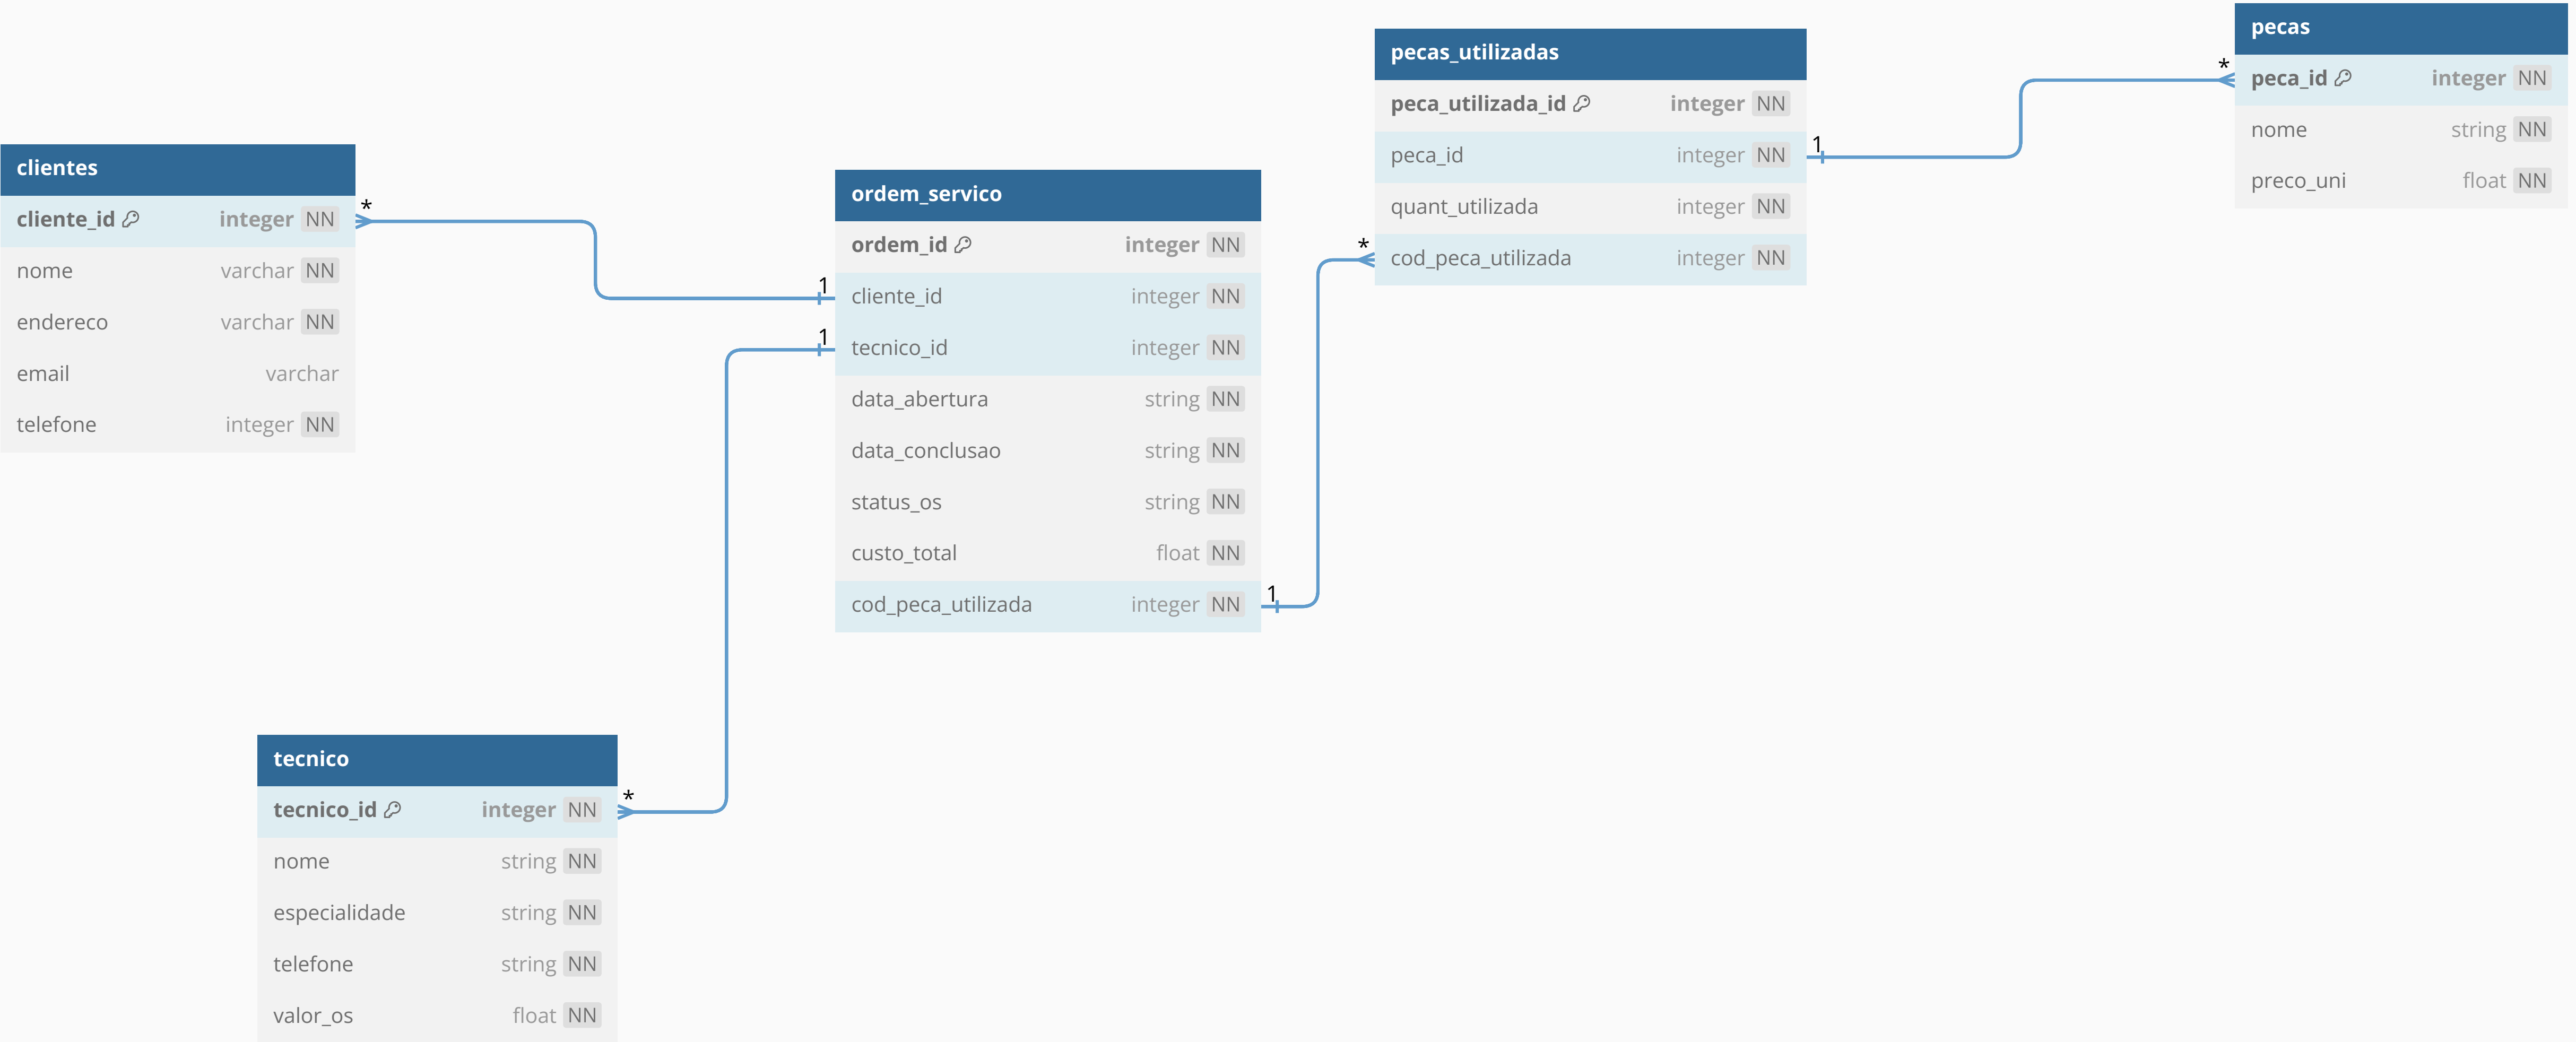 clientes
cliente_id integer NN
nome varchar NN
endereco varchar NN
email varchar
telefone integer NN
*
1
1
ordem_servico
ordem_id integer NN
cliente_id integer NN
tecnico_id integer NN
data_abertura string NN
data_conclusao string NN
status_os string NN
custo_total float NN
cod_peca_utilizada integer NN
1
*
pecas_utilizadas
peca_utilizada_id integer NN
peca_id integer NN
quant_utilizada integer NN
cod_peca_utilizada integer NN
1
*
pecas
peca_id integer NN
nome string NN
preco_uni float NN
tecnico
tecnico_id integer NN
nome string NN
especialidade string NN
telefone string NN
valor_os float NN
*